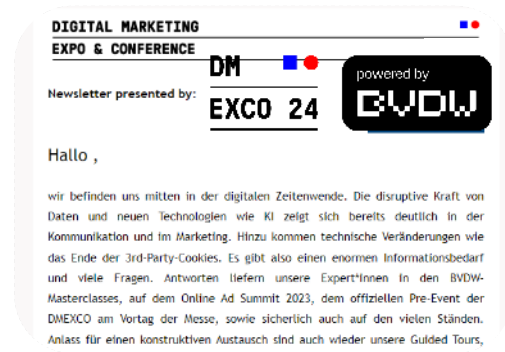 DIGITAL MARKETING
EXPO & CONFERENCE
Newsletter presented by:
DM
EXCO 24
powered by
BVDW
Hallo ,
wir befinden uns mitten in der digitalen Zeitenwende. Die disruptive Kraft von
Daten und neuen Technologien wie KI zeigt sich bereits deutlich in der
Kommunikation und im Marketing. Hinzu kommen technische Veränderungen wie
das Ende der 3rd-Party-Cookies. Es gibt also einen enormen Informationsbedarf
und viele Fragen. Antworten liefern unsere Expert*innen in den BVDW-
Masterclasses, auf dem Online Ad Summit 2023, dem offiziellen Pre-Event der
DMEXCO am Vortag der Messe, sowie sicherlich auch auf den vielen Ständen.
Anlass für einen konstruktiven Austausch sind auch wieder unsere Guided Tours,